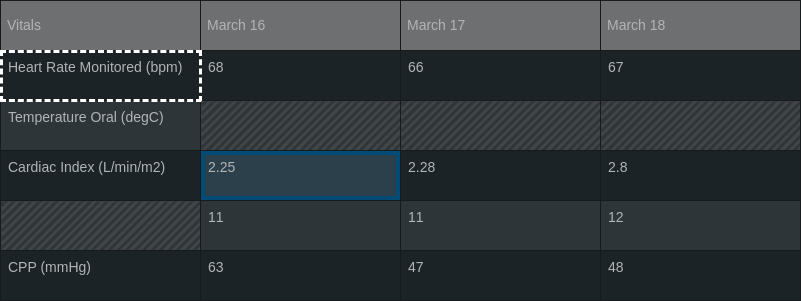 Vitals March 16 March 17 March 18
Heart Rate Monitored (bpm) 68 66 67
Temperature Oral (degC)
Cardiac Index (L/min/m2) 2.25 2.28 2.8
11 11 12
CPP (mmHg) 63 47 48